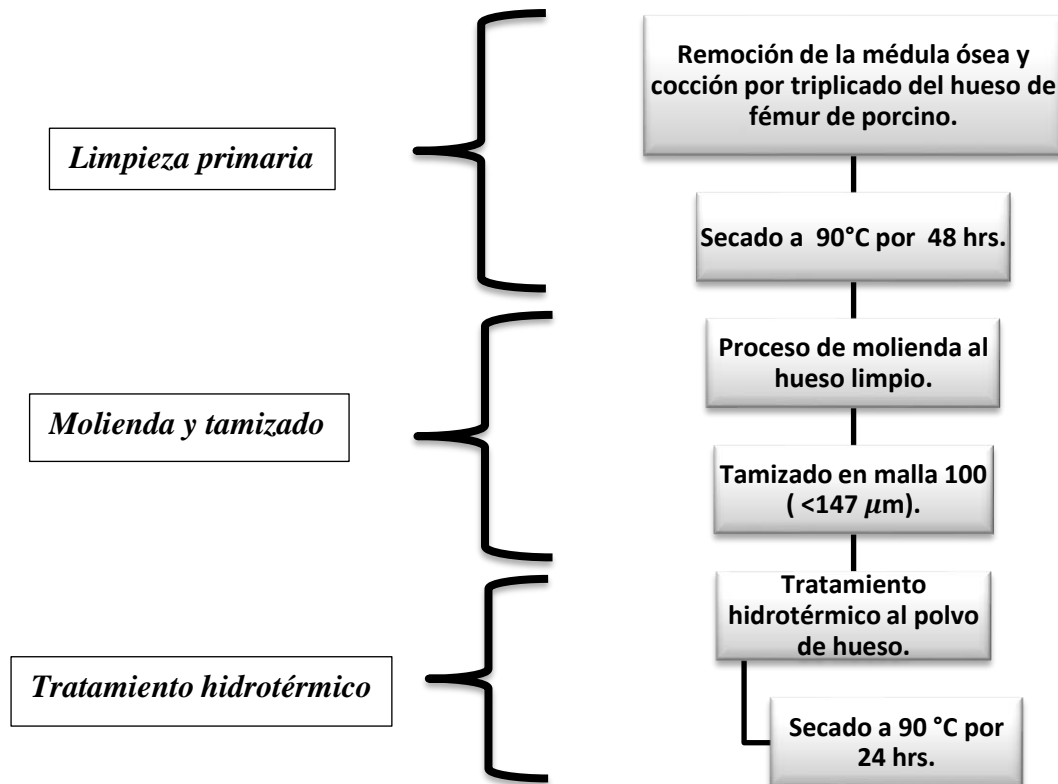 Limpieza primaria
Remoción de la médula ósea y
cocción por triplicado del hueso de
fémur de porcino.
Secado a 90°C por 48 hrs.
Molienda y tamizado
Proceso de molienda al
hueso limpio.
Tamizado en malla 100
( <147 𝝁m).
Tratamiento hidrotérmico
Tratamiento
hidrotérmico al polvo
de hueso.
Secado a 90 °C por
24 hrs.